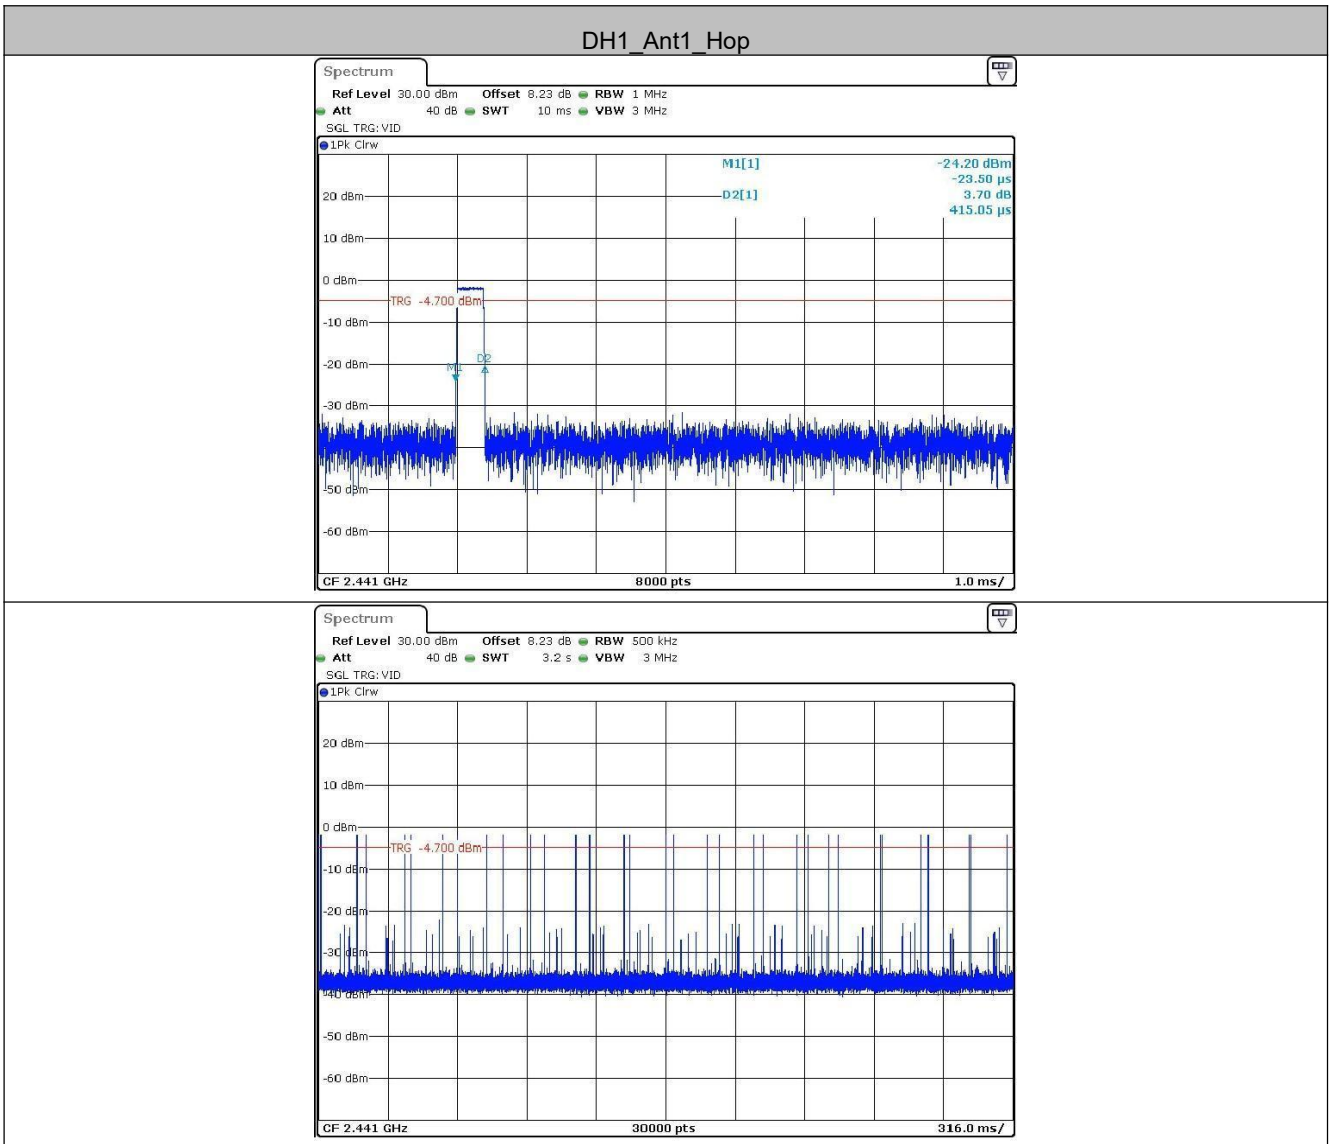 DH1_Ant1_Hop
Spectrum
Ref Level 30.00 dBm Offset 8.23 dB RBW 1 MHz
Att 40 dB SWT 10 ms VBW 3 MHz
SGL TRG: VID
1Pk Clrw
M1[1] -24.20 dBm
-23.50 µs
20 dBm D2[1] 3.70 dB
415.05 µs
10 dBm
0 dBm
TRG -4.700 dBm
-10 dBm
D2
-20 dBm M1
-30 dBm
-50 dBm
-60 dBm
CF 2.441 GHz 8000 pts 1.0 ms/
Spectrum
Ref Level 30.00 dBm Offset 8.23 dB RBW 500 kHz
Att 40 dB SWT 3.2 s VBW 3 MHz
SGL TRG: VID
1Pk Clrw
20 dBm
10 dBm
0 dBm
TRG -4.700 dBm
-10 dBm
-20 dBm
-30 dBm
-40 dBm
-50 dBm
-60 dBm
CF 2.441 GHz 30000 pts 316.0 ms/